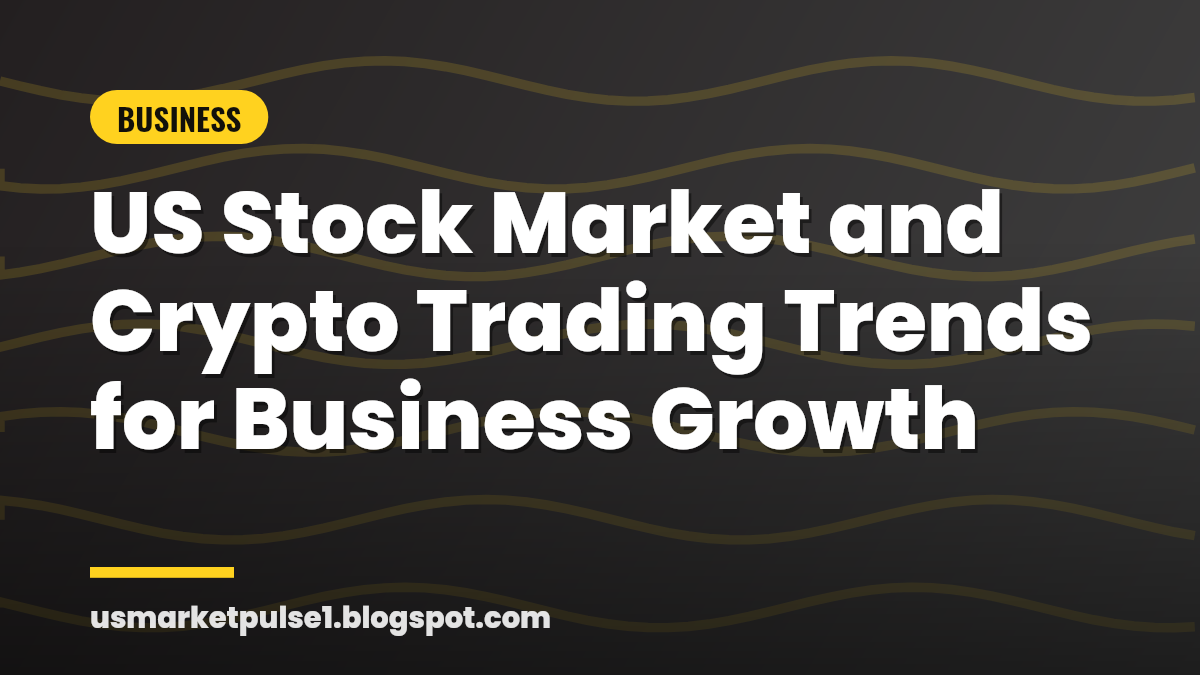 BUSINESS
US Stock Market and
Crypto Trading Trends
for Business Growth
usmarketpulse1.blogspot.com